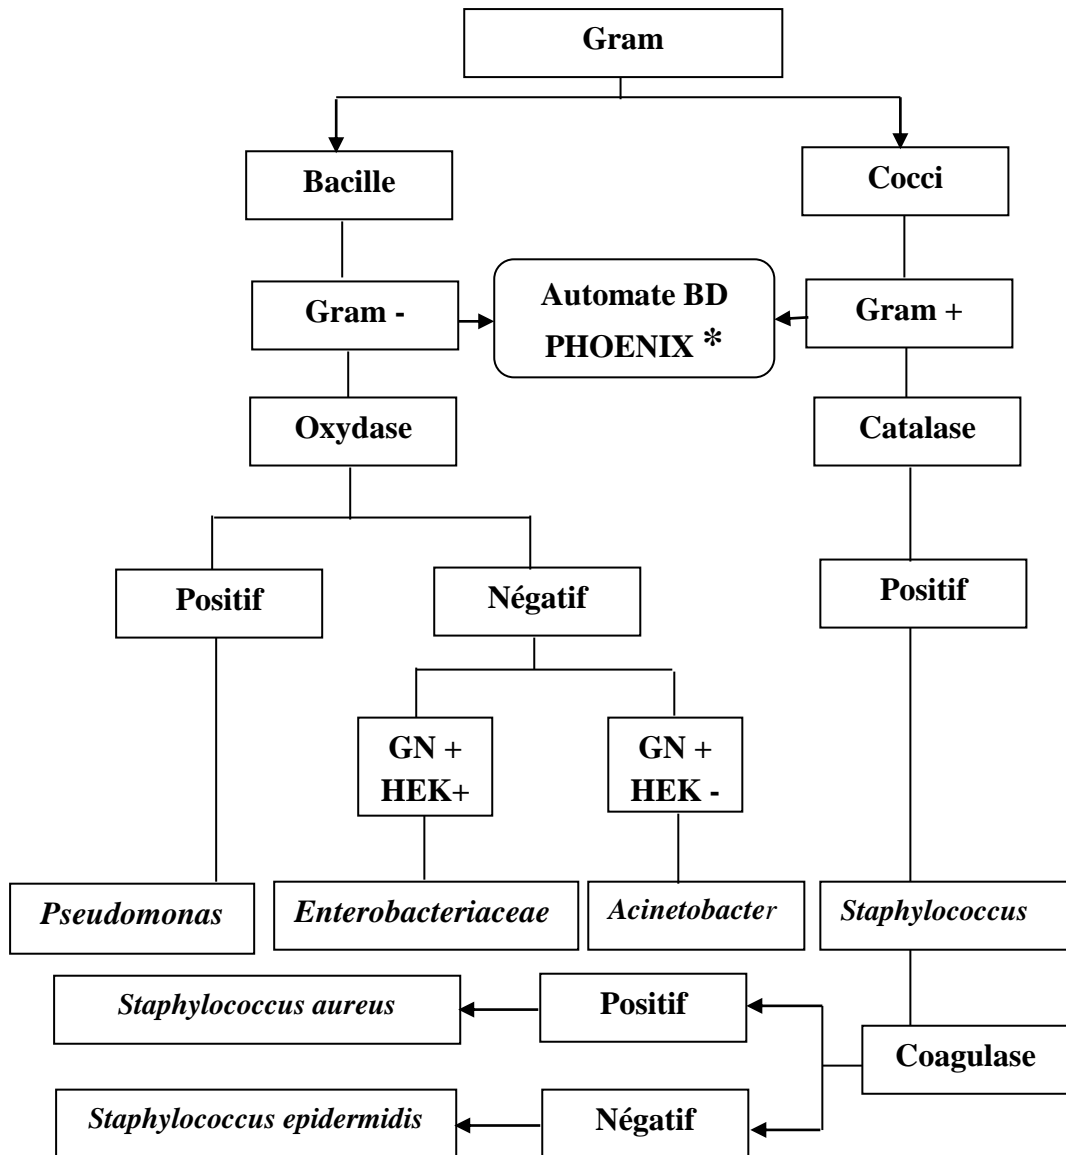 Gram
Bacille
Cocci
Gram -
Automate BD
PHOENIX *
Gram +
Oxydase
Catalase
Positif
Négatif
Positif
GN +
HEK+
GN +
HEK -
Pseudomonas
Enterobacteriaceae
Acinetobacter
Staphylococcus
Staphylococcus aureus
Positif
Coagulase
Staphylococcus epidermidis
Négatif